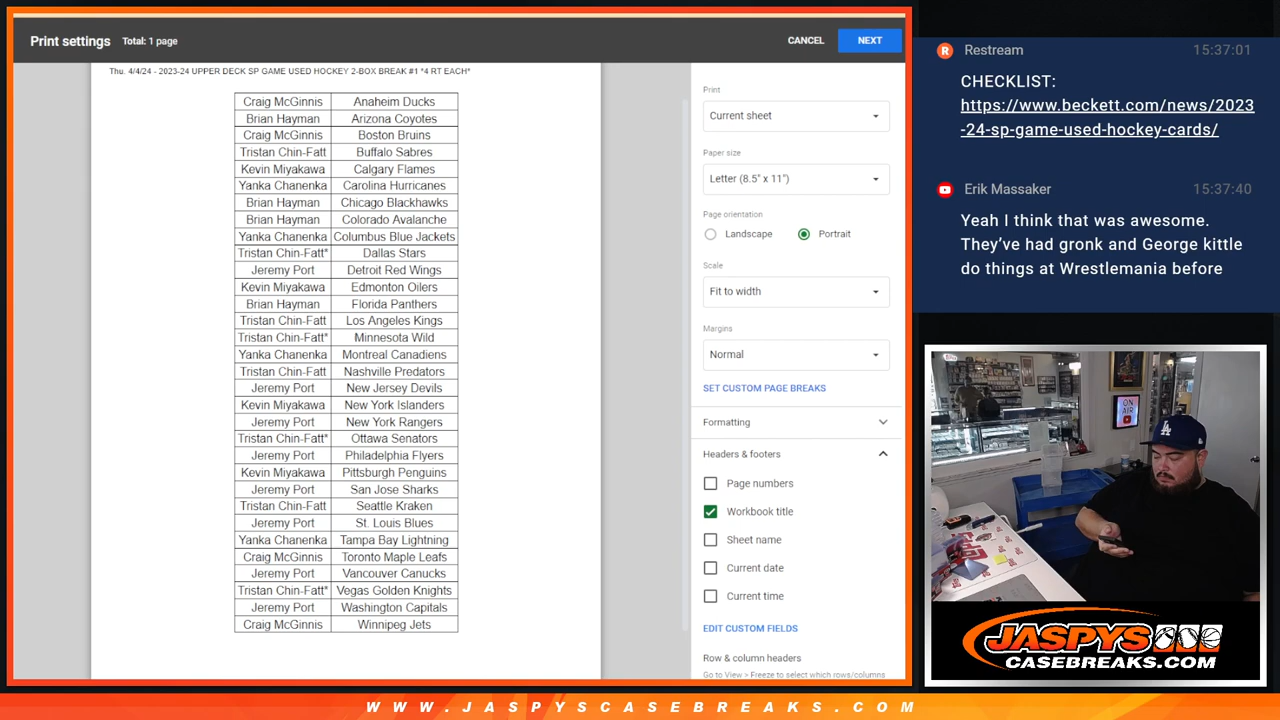 Print settings Total: 1 page CANCEL NEXT
Thu. 4/4/24 - 2023-24 UPPER DECK SP GAME USED HOCKEY 2-BOX BREAK #1 *4 RT EACH*
Craig McGinnis Anaheim Ducks
Brian Hayman Arizona Coyotes
Craig McGinnis Boston Bruins
Tristan Chin-Fatt Buffalo Sabres
Kevin Miyakawa Calgary Flames
Yanka Chanenka Carolina Hurricanes
Brian Hayman Chicago Blackhawks
Brian Hayman Colorado Avalanche
Yanka Chanenka Columbus Blue Jackets
Tristan Chin-Fatt* Dallas Stars
Jeremy Port Detroit Red Wings
Kevin Miyakawa Edmonton Oilers
Brian Hayman Florida Panthers
Tristan Chin-Fatt Los Angeles Kings
Tristan Chin-Fatt* Minnesota Wild
Yanka Chanenka Montreal Canadiens
Tristan Chin-Fatt Nashville Predators
Jeremy Port New Jersey Devils
Kevin Miyakawa New York Islanders
Jeremy Port New York Rangers
Tristan Chin-Fatt* Ottawa Senators
Jeremy Port Philadelphia Flyers
Kevin Miyakawa Pittsburgh Penguins
Jeremy Port San Jose Sharks
Tristan Chin-Fatt Seattle Kraken
Jeremy Port St. Louis Blues
Yanka Chanenka Tampa Bay Lightning
Craig McGinnis Toronto Maple Leafs
Jeremy Port Vancouver Canucks
Tristan Chin-Fatt* Vegas Golden Knights
Jeremy Port Washington Capitals
Craig McGinnis Winnipeg Jets
Print
Current sheet
Paper size
Letter (8.5" x 11")
Page orientation
Landscape Portrait
Scale
Fit to width
Margins
Normal
SET CUSTOM PAGE BREAKS
Formatting
Headers & footers
Page numbers
Workbook title
Sheet name
Current date
Current time
EDIT CUSTOM FIELDS
Row & column headers
Go to View > Freeze to select which rows/columns
Restream 15:37:01
CHECKLIST:
https://www.beckett.com/news/2023
-24-sp-game-used-hockey-cards/
Erik Massaker 15:37:40
Yeah I think that was awesome.
They've had gronk and George kittle
do things at Wrestlemania before
ON
AIR
LA
JASPYS
CASEBREAKS.COM
WWW.JASPYSCASEBREAKS.COM